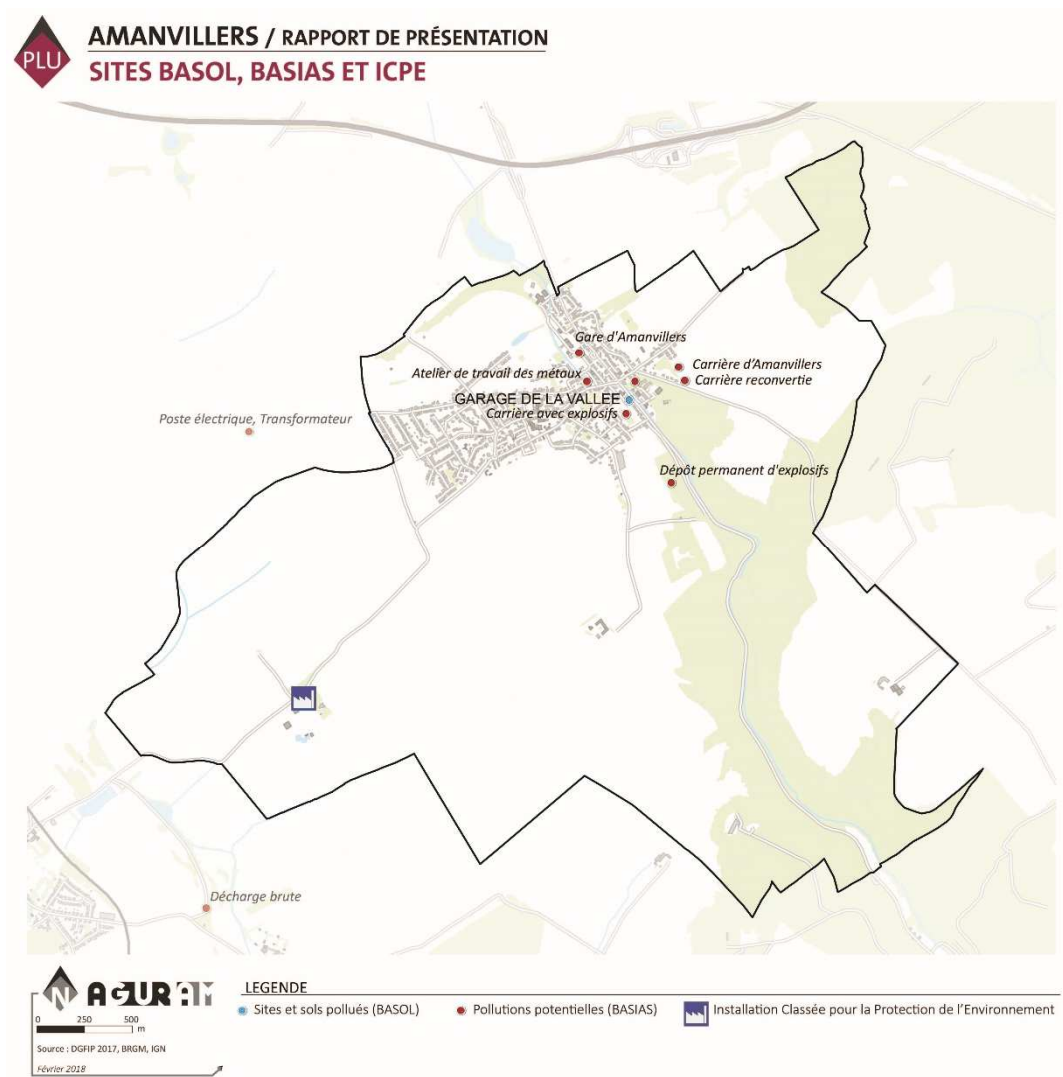 PLU
AMANVILLERS / RAPPORT DE PRÉSENTATION
SITES BASOL, BASIAS ET ICPE
Gare d'Amanvillers
Carrière d'Amanvillers
Atelier de travail des métaux
Carrière reconvertie
GARAGE DE LA VALLEE
Carrière avec explosifs
Poste électrique, Transformateur
Dépôt permanent d'explosifs
Décharge brute
N AGURAM
0 250 500
m
Source : DGFIP 2017, BRGM, IGN
Février 2018
LEGENDE
Sites et sols pollués (BASOL)
Pollutions potentielles (BASIAS)
Installation Classée pour la Protection de l'Environnement